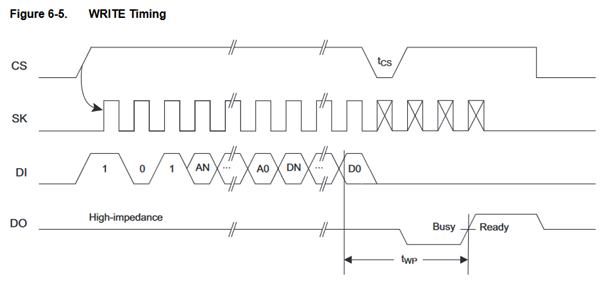 Figure 6-5. WRITE Timing
CS
tCS
SK
DI
1 0 1 AN ... A0 DN ... D0
DO
High-impedance
Busy
Ready
tWP